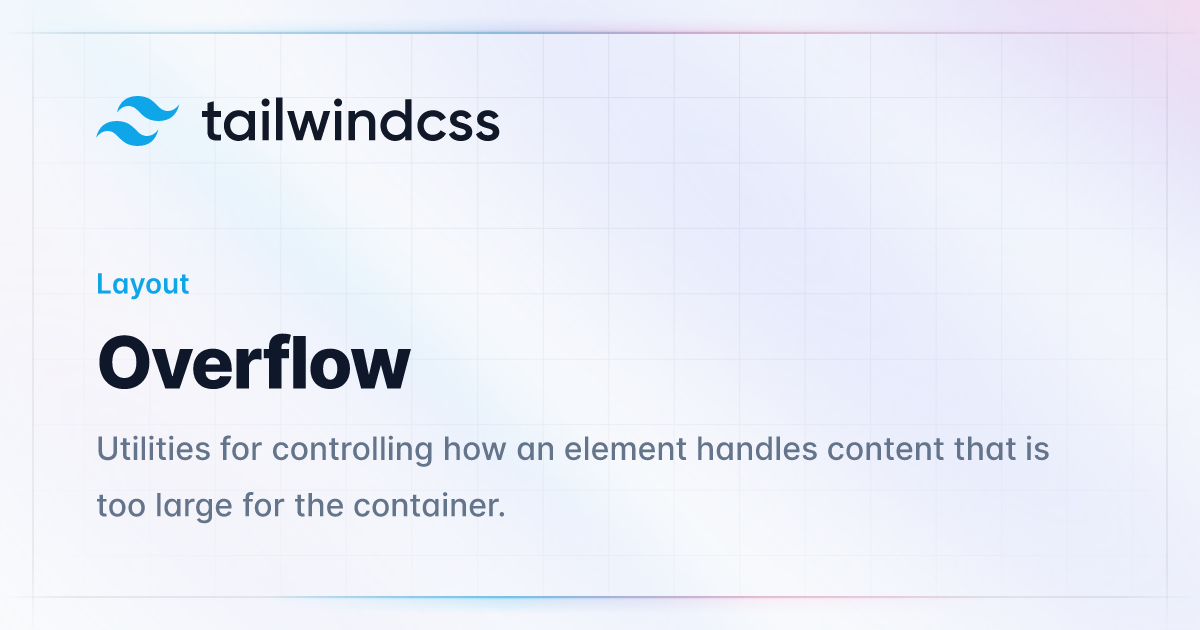 tailwindcss
Layout
Overflow
Utilities for controlling how an element handles content that is
too large for the container.